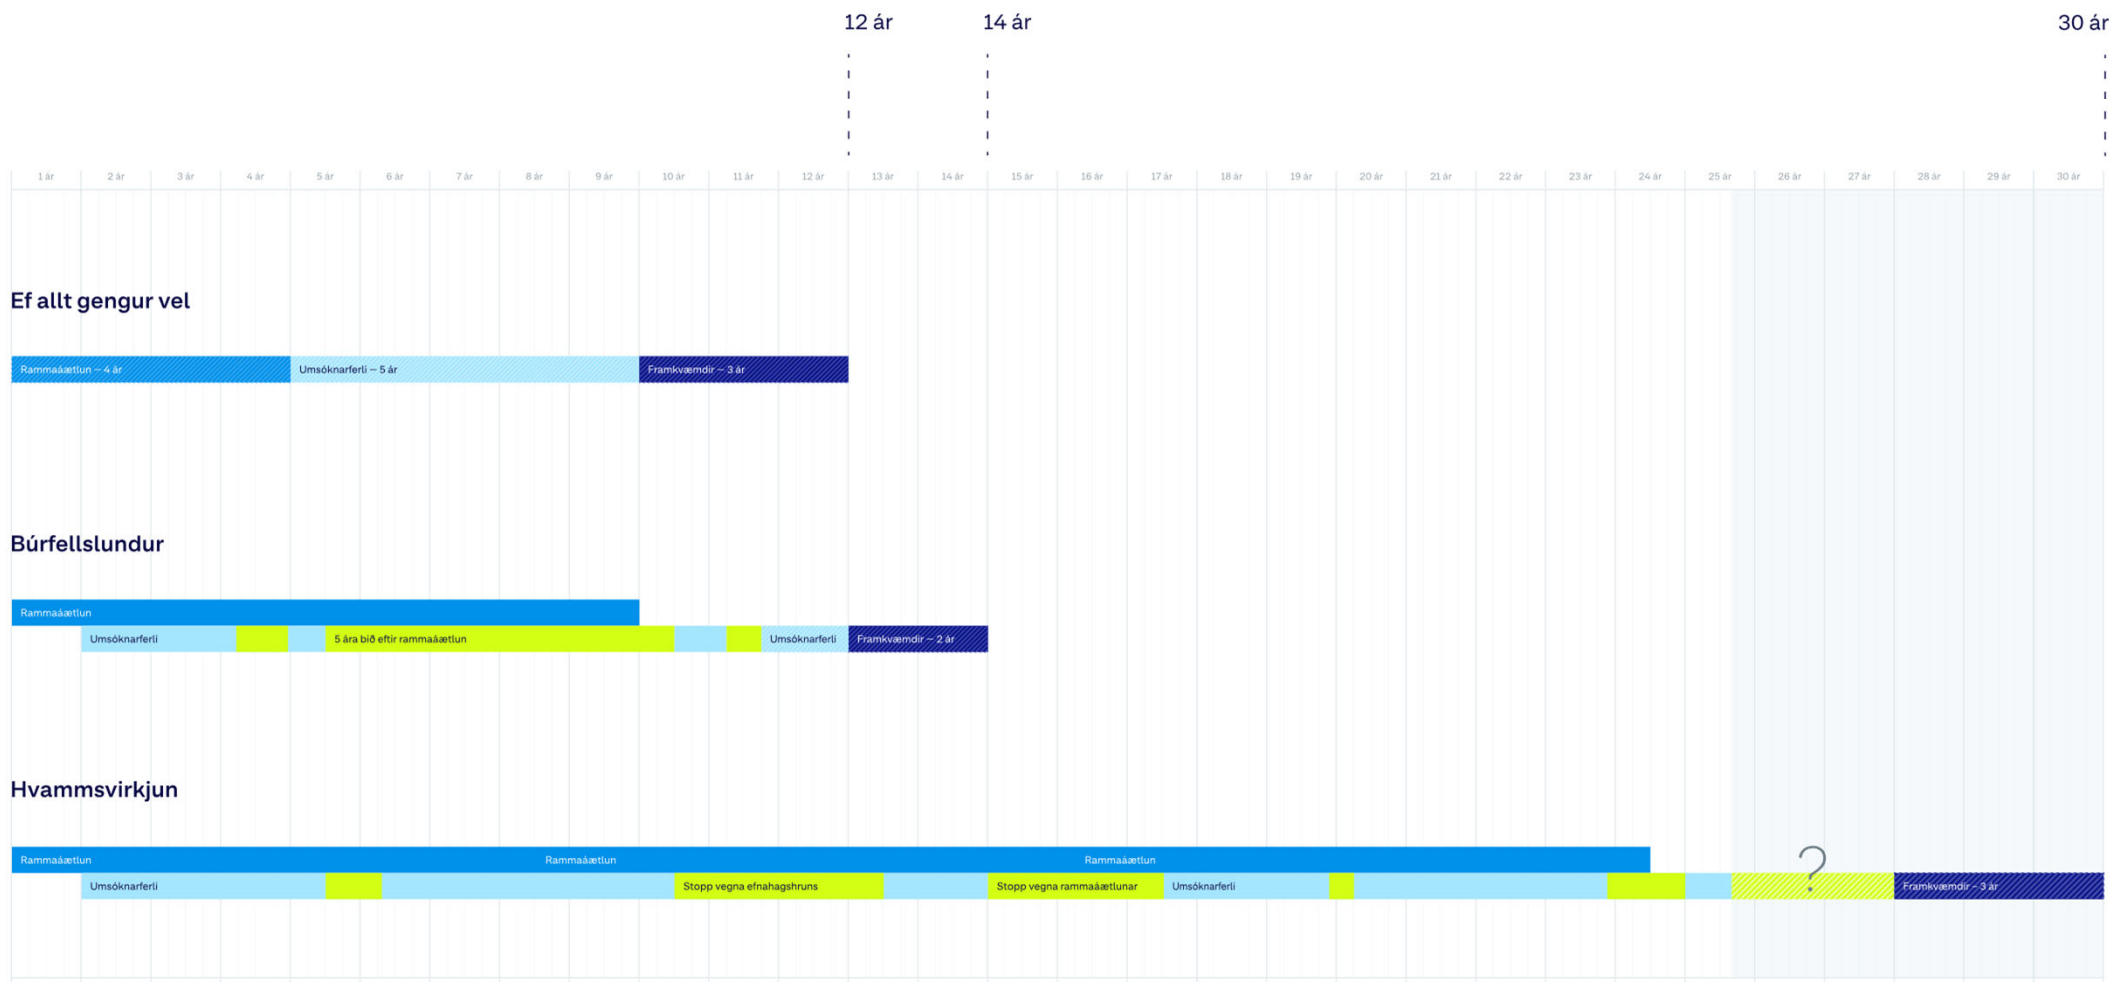 12 ár 14 ár 30 ár
1 ár 2 ár 3 ár 4 ár 5 ár 6 ár 7 ár 8 ár 9 ár 10 ár 11 ár 12 ár 13 ár 14 ár 15 ár 16 ár 17 ár 18 ár 19 ár 20 ár 21 ár 22 ár 23 ár 24 ár 25 ár 26 ár 27 ár 28 ár 29 ár 30 ár
Ef allt gengur vel
Rammaáætlun – 4 ár Umsóknarferli – 5 ár Framkvæmdir – 3 ár
Búrfellslundur
Rammaáætlun
Umsóknarferli 5 ára bið eftir rammaáætlun Umsóknarferli Framkvæmdir – 2 ár
Hvammsvirkjun
Rammaáætlun Rammaáætlun Rammaáætlun
?
Umsóknarferli Stopp vegna efnahagshruns Stopp vegna rammaáætlunar Umsóknarferli Framkvæmdir - 3 ár